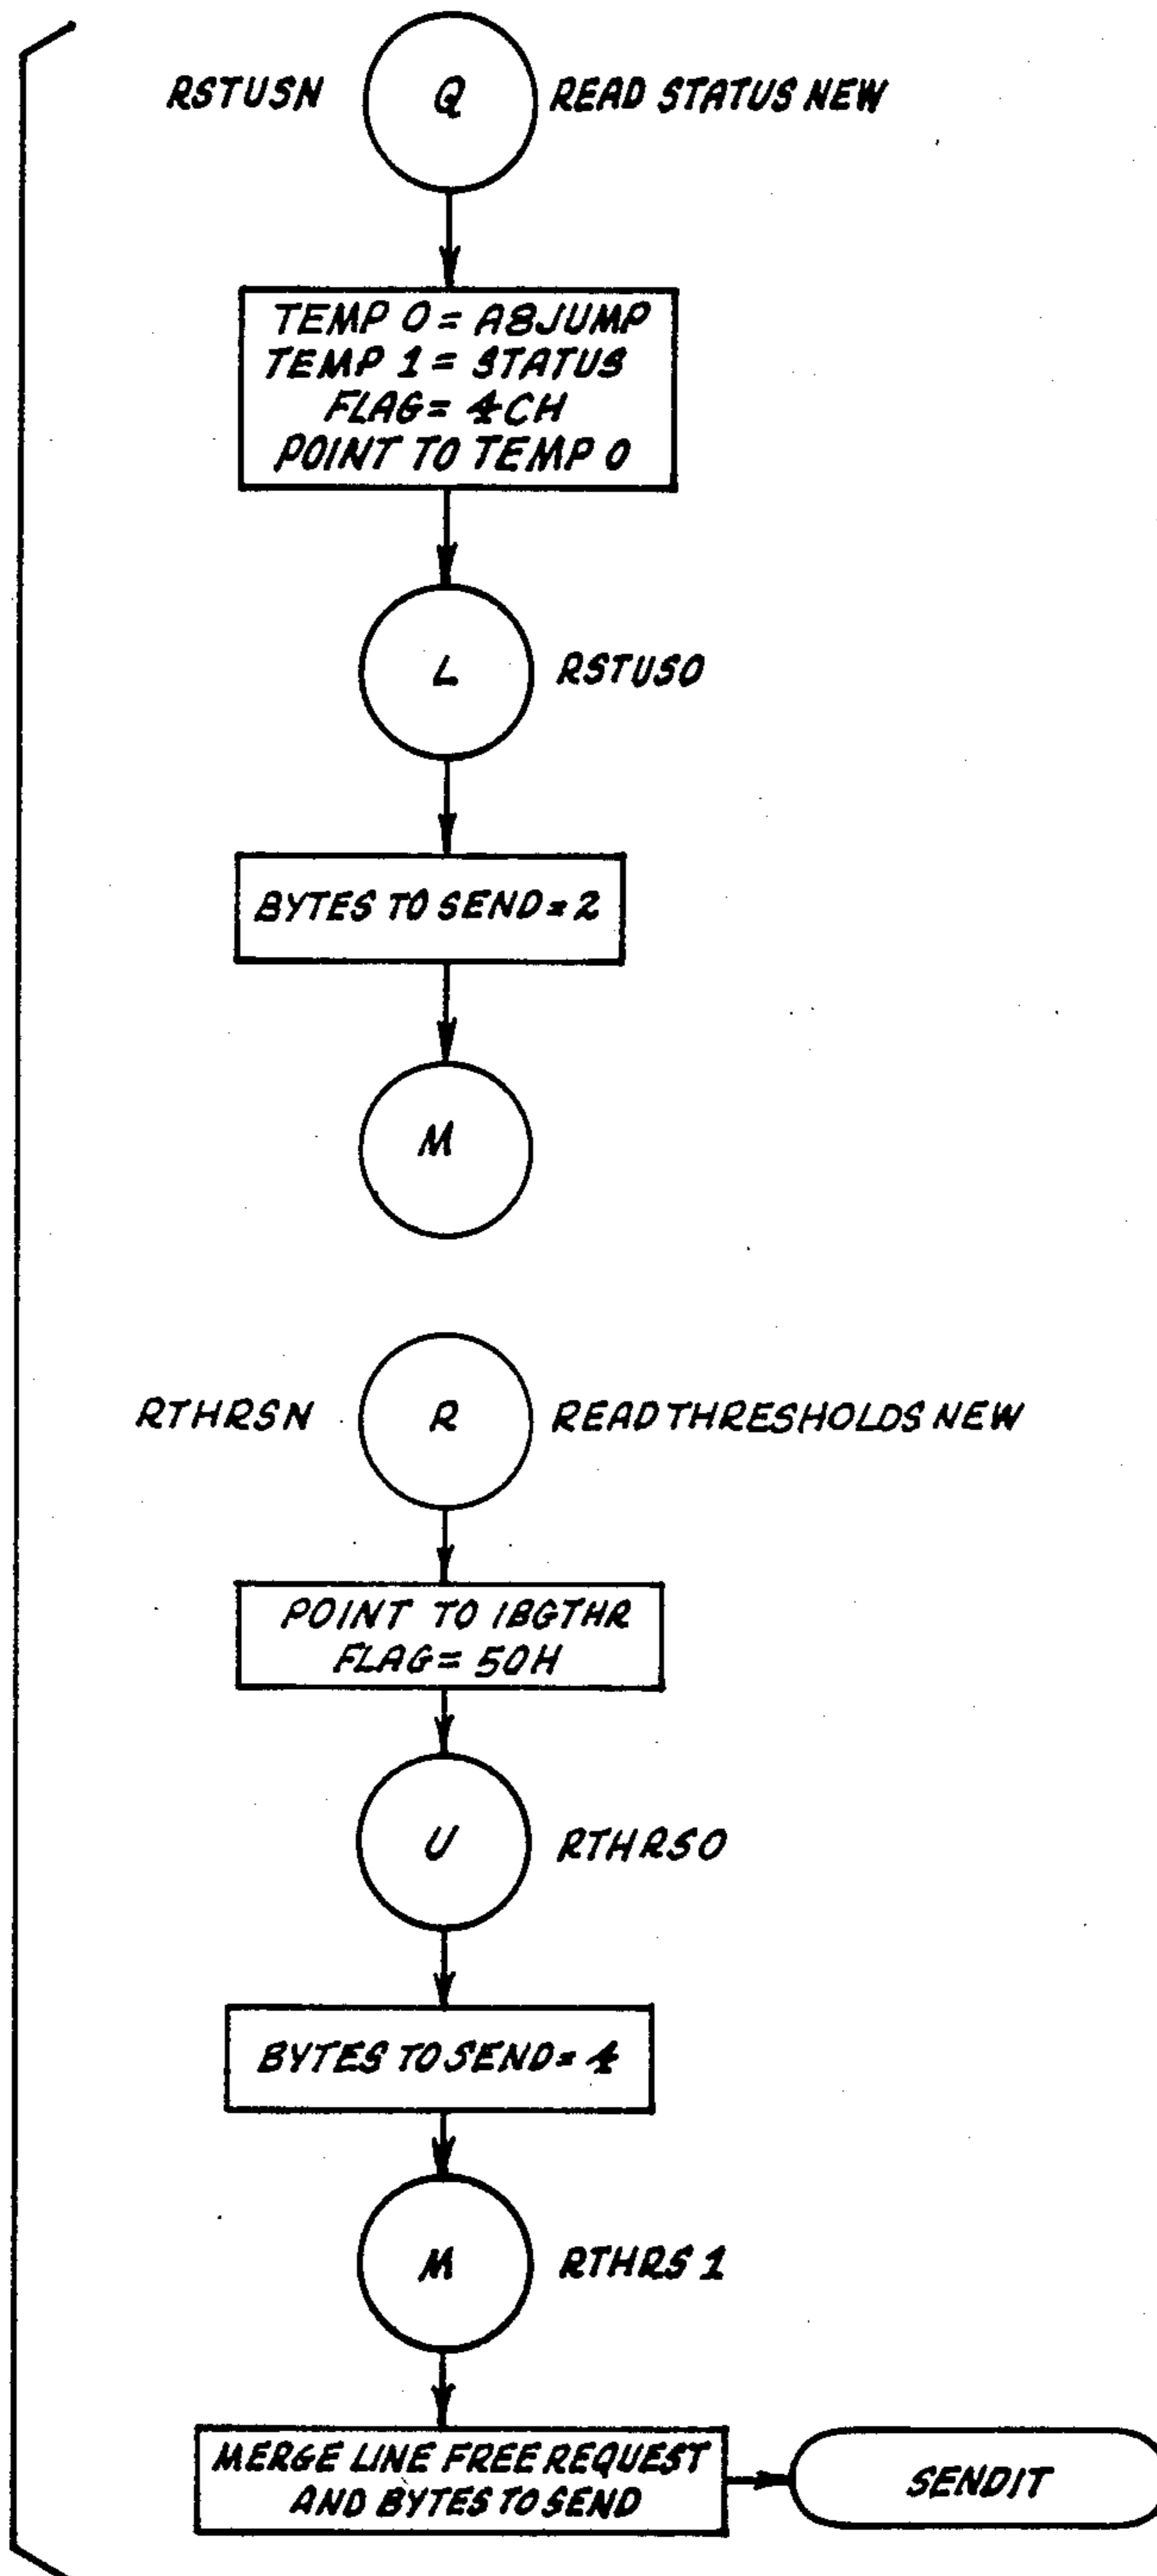 RSTUSN Q READ STATUS NEW
TEMP 0 = A8JUMP
TEMP 1 = STATUS
FLAG = 4CH
POINT TO TEMP 0
L RSTUS0
BYTES TO SEND = 2
M
RTHRSN R READ THRESHOLDS NEW
POINT TO IBGTHR
FLAG = 50H
U RTHRS0
BYTES TO SEND = 4
M RTHRS 1
MERGE LINE FREE REQUEST
AND BYTES TO SEND
SENDIT